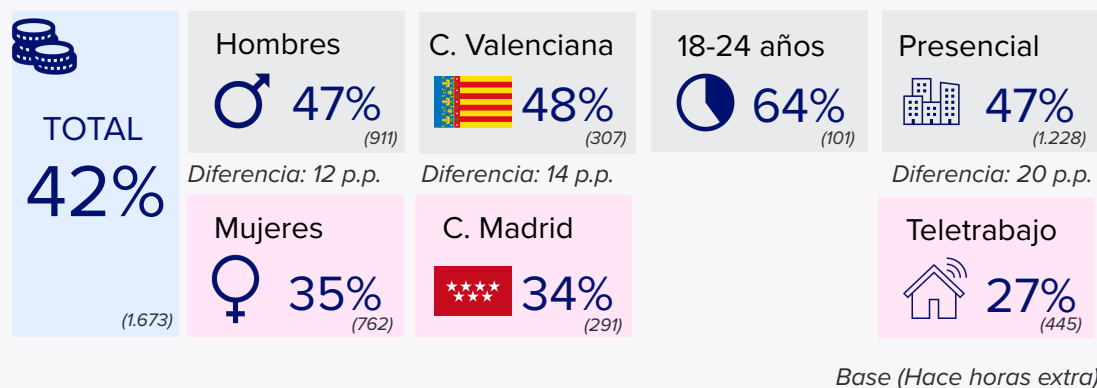 TOTAL
42%
(1.673)
Hombres
47%
(911)
Diferencia: 12 p.p.
Mujeres
35%
(762)
C. Valenciana
48%
(307)
Diferencia: 14 p.p.
C. Madrid
34%
(291)
18-24 años
64%
(101)
Presencial
47%
(1.228)
Diferencia: 20 p.p.
Teletrabajo
27%
(445)
Base (Hace horas extra)